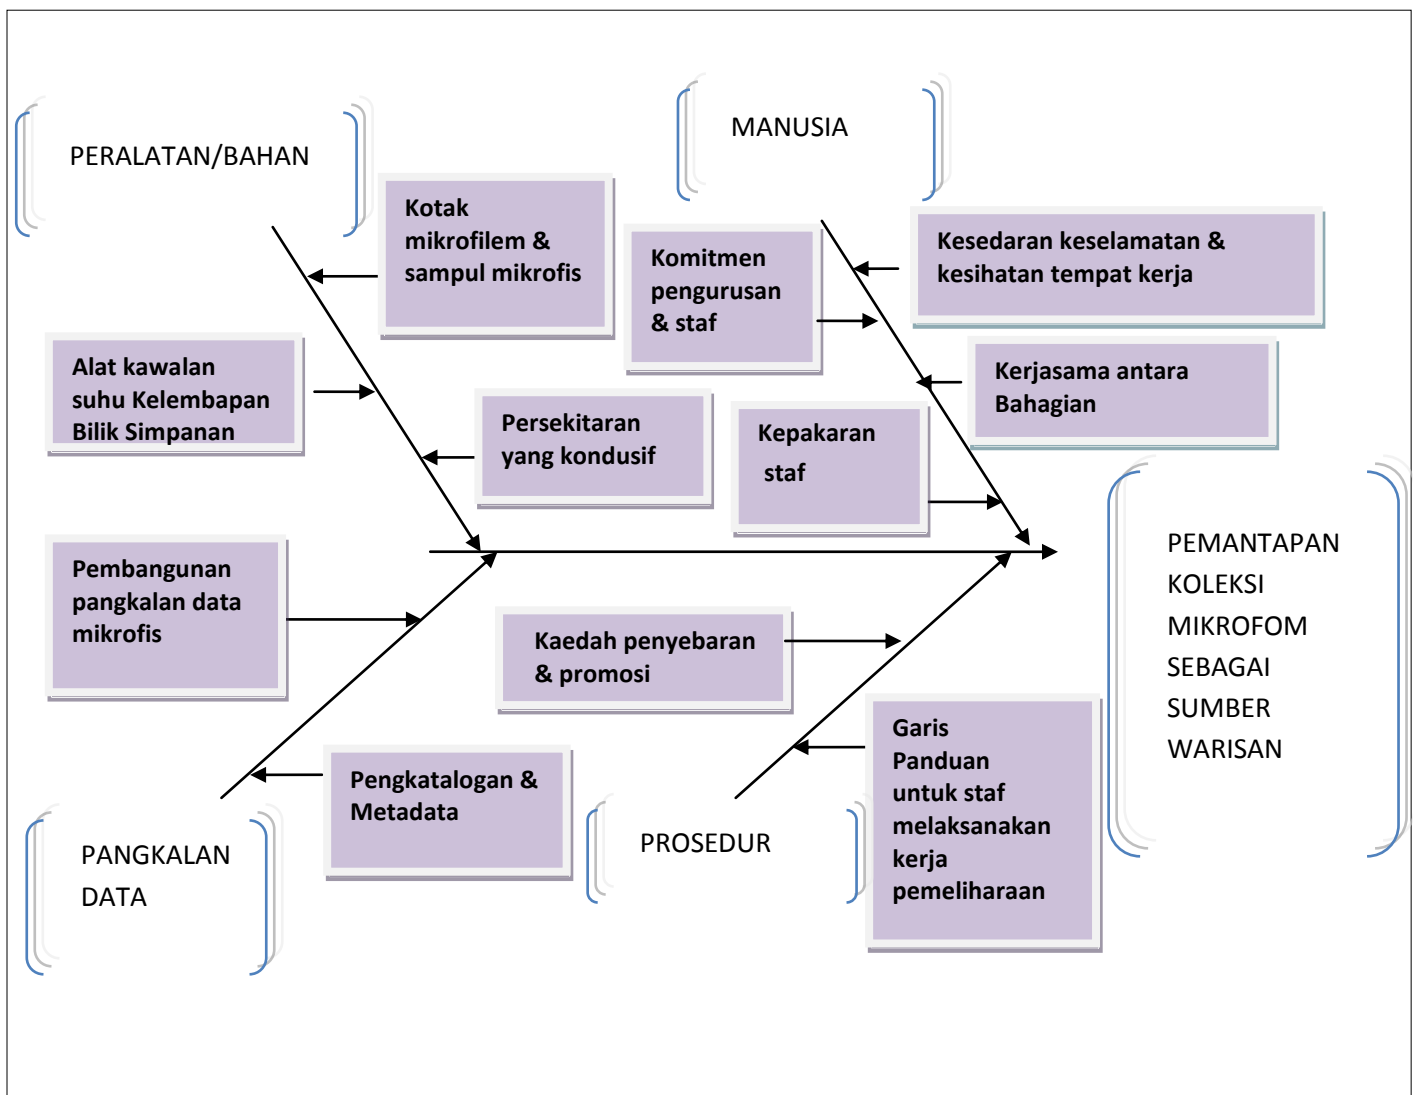 PERALATAN/BAHAN
MANUSIA
Kotak
mikrofilem &
sampul mikrofis
Komitmen
pengurusan
& staf
Kesedaran keselamatan &
kesihatan tempat kerja
Alat kawalan
suhu Kelembapan
Bilik Simpanan
Persekitaran
yang kondusif
Kepakaran
staf
Kerjasama antara
Bahagian
Pembangunan
pangkalan data
mikrofis
Kaedah penyebaran
& promosi
PEMANTAPAN
KOLEKSI
MIKROFOM
SEBAGAI
SUMBER
WARISAN
Pengkatalogan &
Metadata
Garis
Panduan
untuk staf
melaksanakan
kerja
pemeliharaan
PANGKALAN
DATA
PROSEDUR